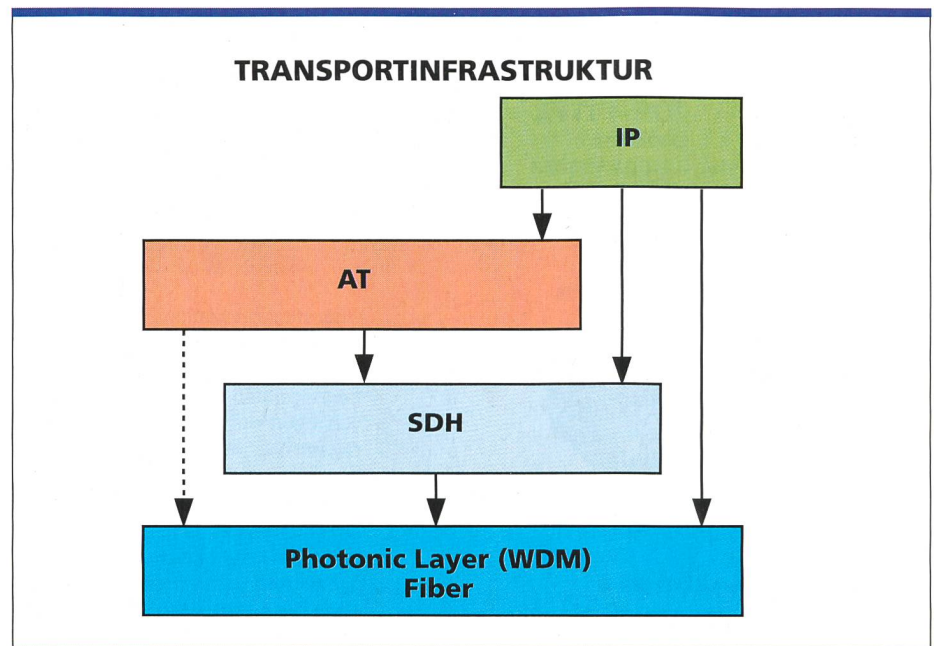 TRANSPORTINFRASTRUKTUR
IP
AT
SDH
Photonic Layer (WDM)
Fiber